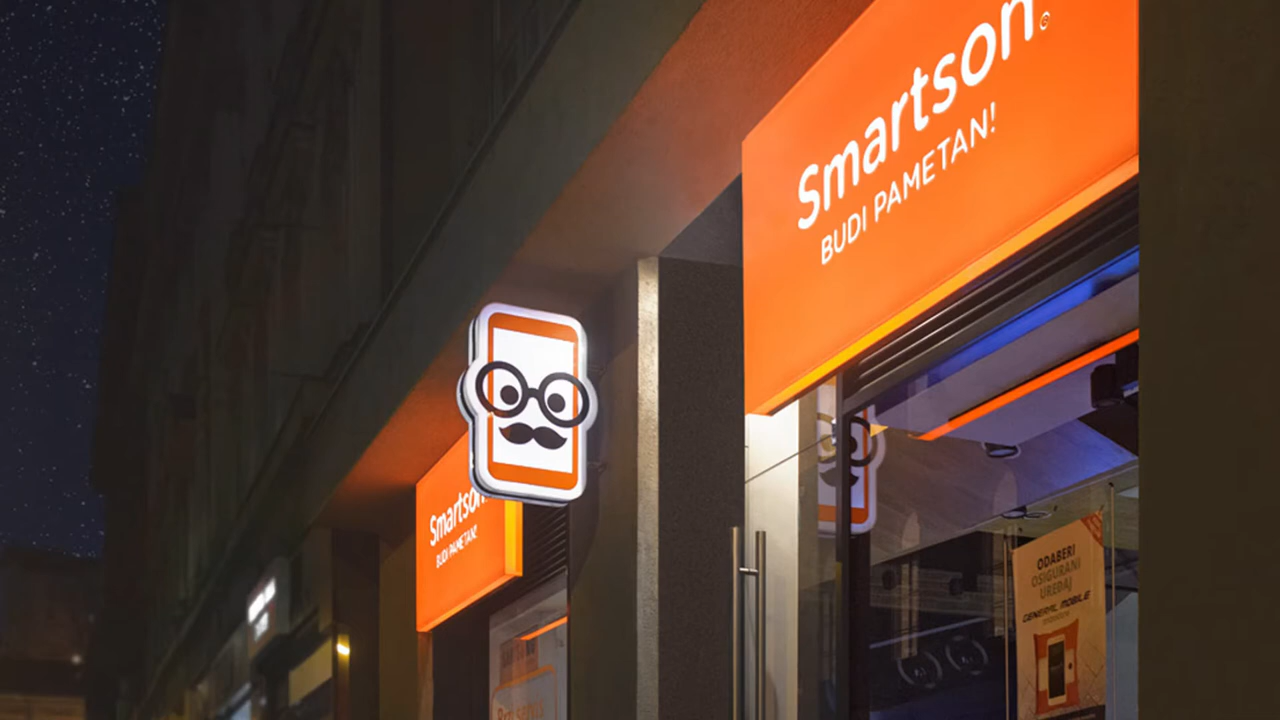 Smartson
BUDI PAMETAN!
Smartson
BUDI PAMETAN!
ODABERI
OSIGURANI
UREĐAJ
GENERAL MOBILE